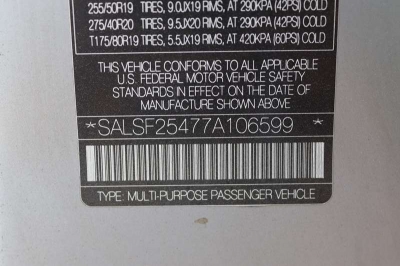 255/50R19 TIRES, 9.0JX19 RIMS, AT 290KPA (42PSI) COLD
275/40R20 TIRES, 9.5JX20 RIMS, AT 290KPA (42PSI) COLD
T175/80R19 TIRES, 5.5JX19 RIMS, AT 420KPA (60PSI) COLD
THIS VEHICLE CONFORMS TO ALL APPLICABLE
U.S. FEDERAL MOTOR VEHICLE SAFETY
STANDARDS IN EFFECT ON THE DATE
OF MANUFACTURE SHOWN ABOVE
*SALSF25477A106599*
TYPE: MULTI-PURPOSE PASSENGER VEHICLE